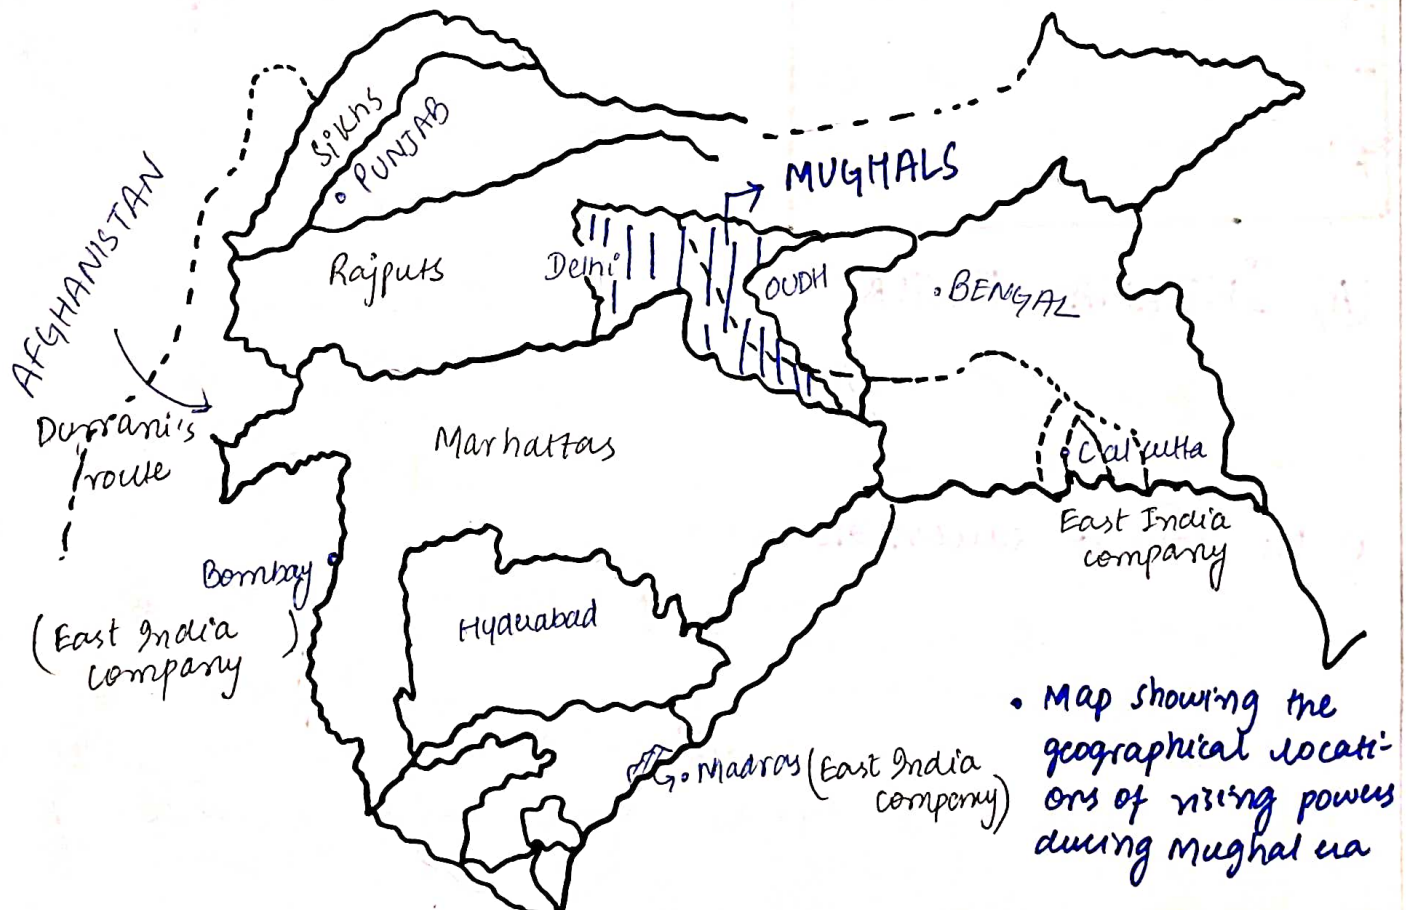 Sikhs
PUNJAB
AFGHANISTAN
MUGHALS
Rajputs
Delhi
OUDH
BENGAL
Durrani's
route
Marhattas
Calcutta
East India
company
Bombay
(East India
company)
Hyderabad
Madras (East India
company)
• Map showing the
geographical locati-
ons of rising powers
during Mughal era